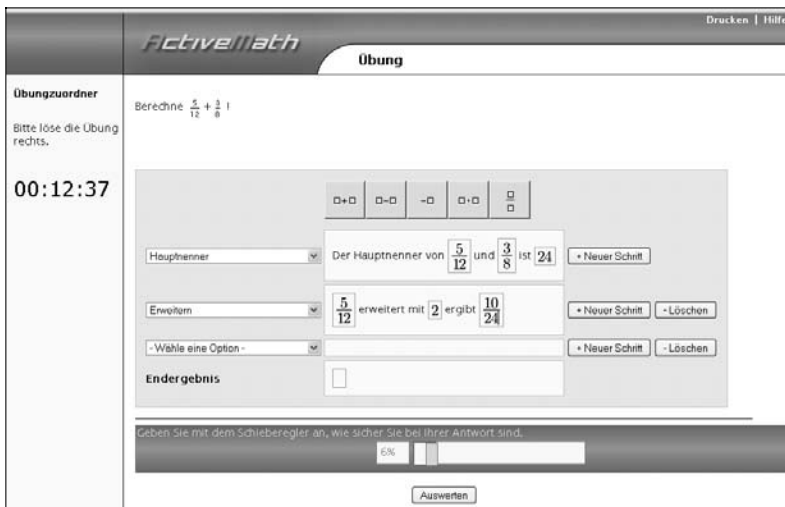 Drucken | Hilfe
ActiveMath
Übung
Übungzuordner
Bitte löse die Übung
rechts.
00:12:37
Berechne 5/12 + 3/8 !
□+□ □-□ -□ □·□ □/□
Hauptnenner Der Hauptnenner von 5/12 und 3/8 ist 24 + Neuer Schritt
Erweitern 5/12 erweitert mit 2 ergibt 10/24 + Neuer Schritt - Löschen
- Wähle eine Option - + Neuer Schritt - Löschen
Endergebnis
Geben Sie mit dem Schieberegler an, wie sicher Sie bei Ihrer Antwort sind.
6%
Auswerten